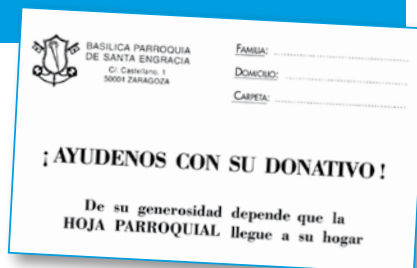 BASILICA PARROQUIA
DE SANTA ENGRACIA
C/. Castellano, 1
50001 ZARAGOZA
FAMILIA:
DOMICILIO:
CARPETA:
¡ AYUDENOS CON SU DONATIVO !
De su generosidad depende que la
HOJA PARROQUIAL llegue a su hogar